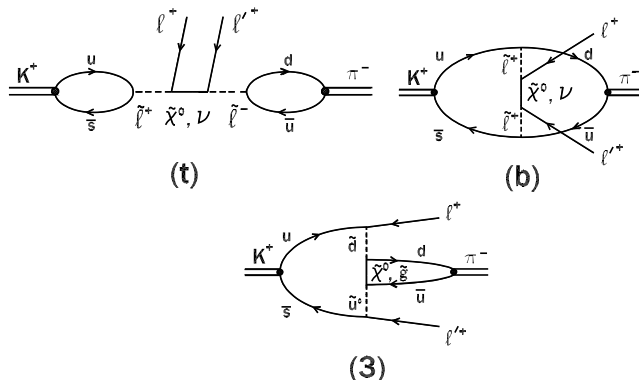 ℓ⁺ ℓ′⁺
K⁺ u s̄ ℓ̃⁺ χ̃⁰, ν ℓ̃⁻ d ū π⁻
(t)
K⁺ u s̄ ℓ̃⁺ ℓ̃⁺ χ̃⁰, ν ℓ⁺ d ū π⁻ ℓ′⁺
(b)
K⁺ u s̄ d̃ ũᶜ χ̃⁰, g̃ ℓ⁺ d ū π⁻ ℓ′⁺
(3)